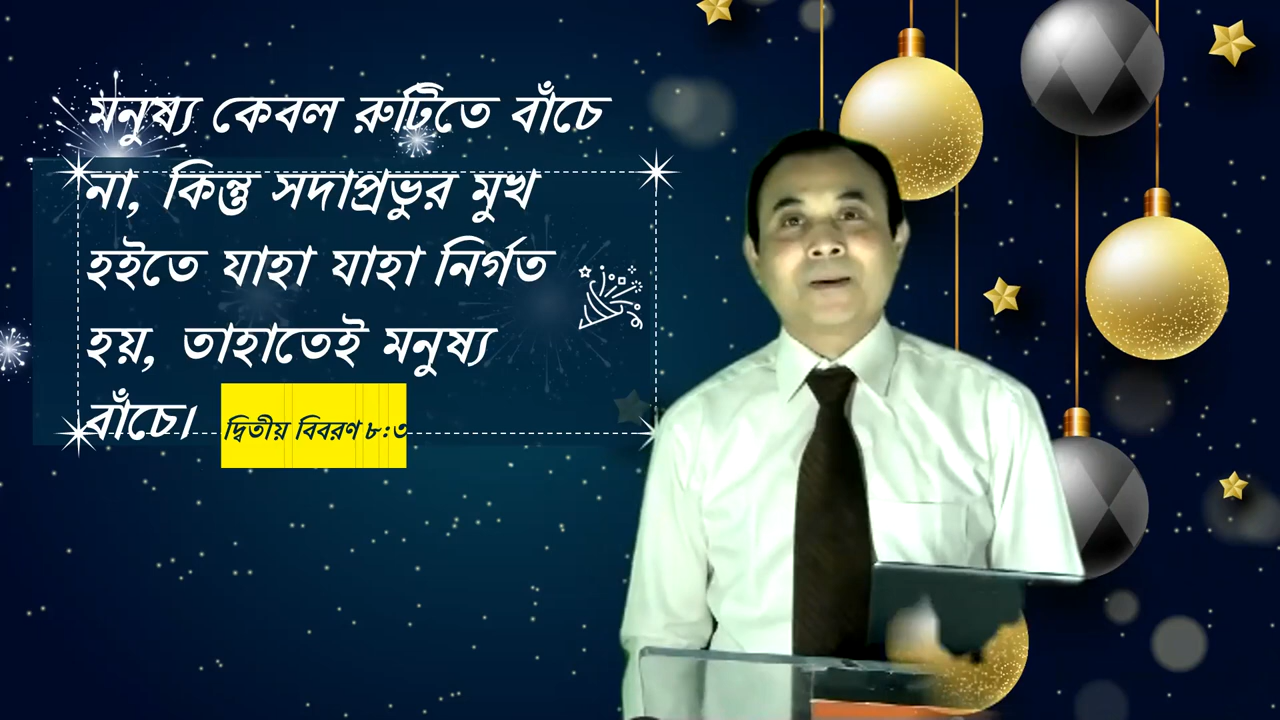 মনুষ্য কেবল রুটিতে বাঁচে
না, কিন্তু সদাপ্রভুর মুখ
হইতে যাহা যাহা নির্গত
হয়, তাহাতেই মনুষ্য
বাঁচে। দ্বিতীয় বিবরণ ৮:৩